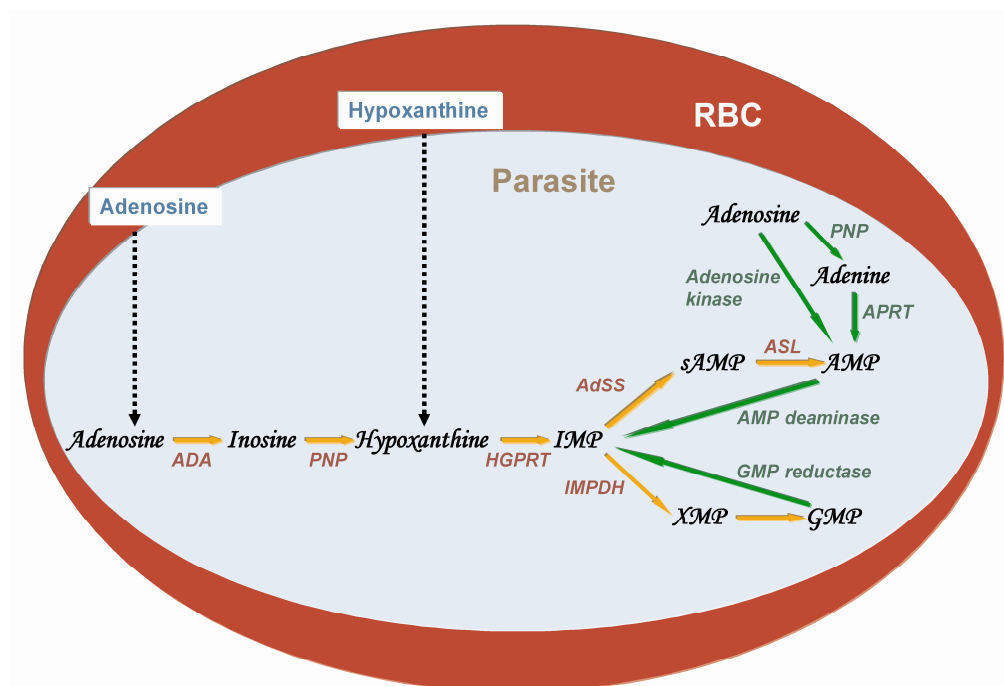 Hypoxanthine
RBC
Parasite
Adenosine
Adenosine
PNP
Adenosine
kinase
Adenine
APRT
ASL
sAMP
AMP
AdSS
AMP deaminase
Adenosine
Inosine
Hypoxanthine
IMP
ADA
PNP
HGPRT
GMP reductase
IMPDH
XMP
GMP